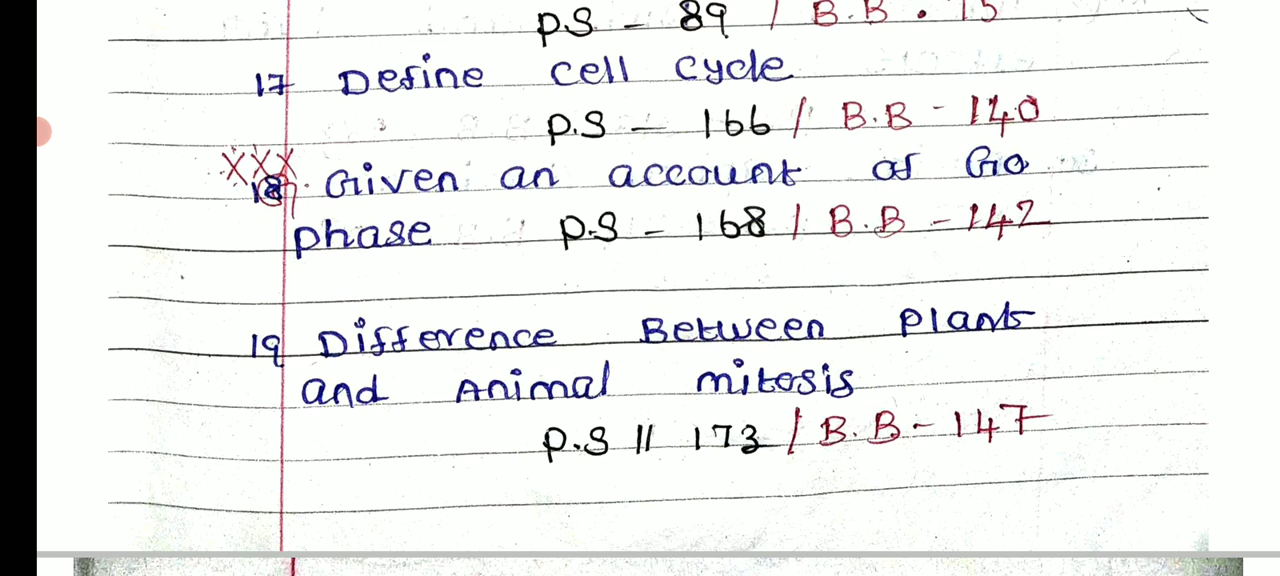 P.S - 89 / B.B. 15
17 Define cell cycle
P.S - 166 / B.B - 140
XXX
18. Given an account of Go
phase P.S - 168 / B.B - 142
19 Difference Between Plants
and Animal mitosis
P.S || 173 / B.B - 147